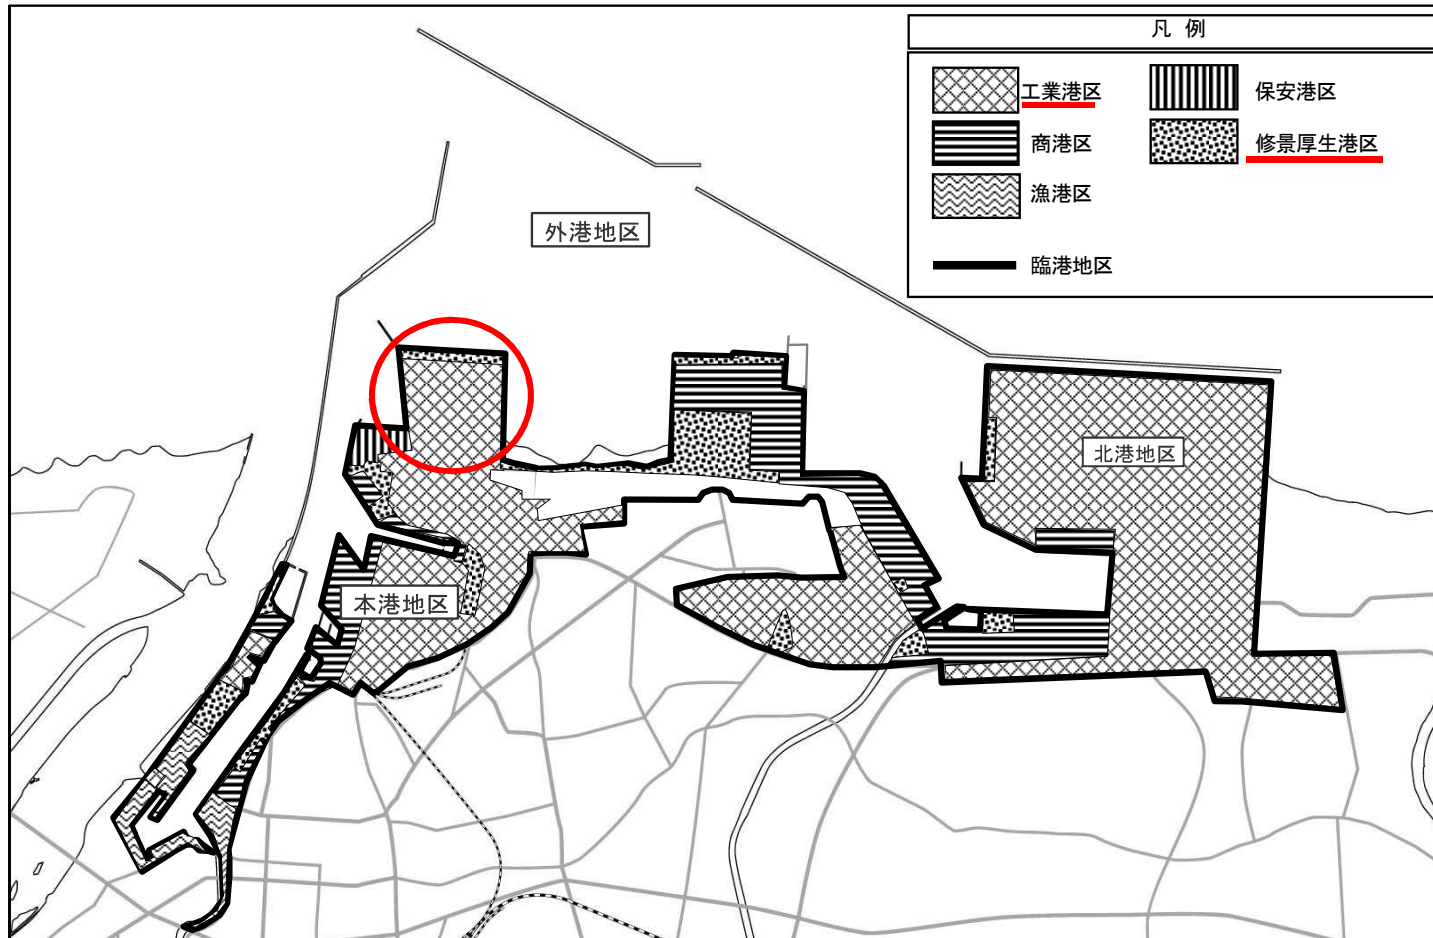 凡 例
工業港区
保安港区
商港区
修景厚生港区
漁港区
臨港地区
外港地区
北港地区
本港地区